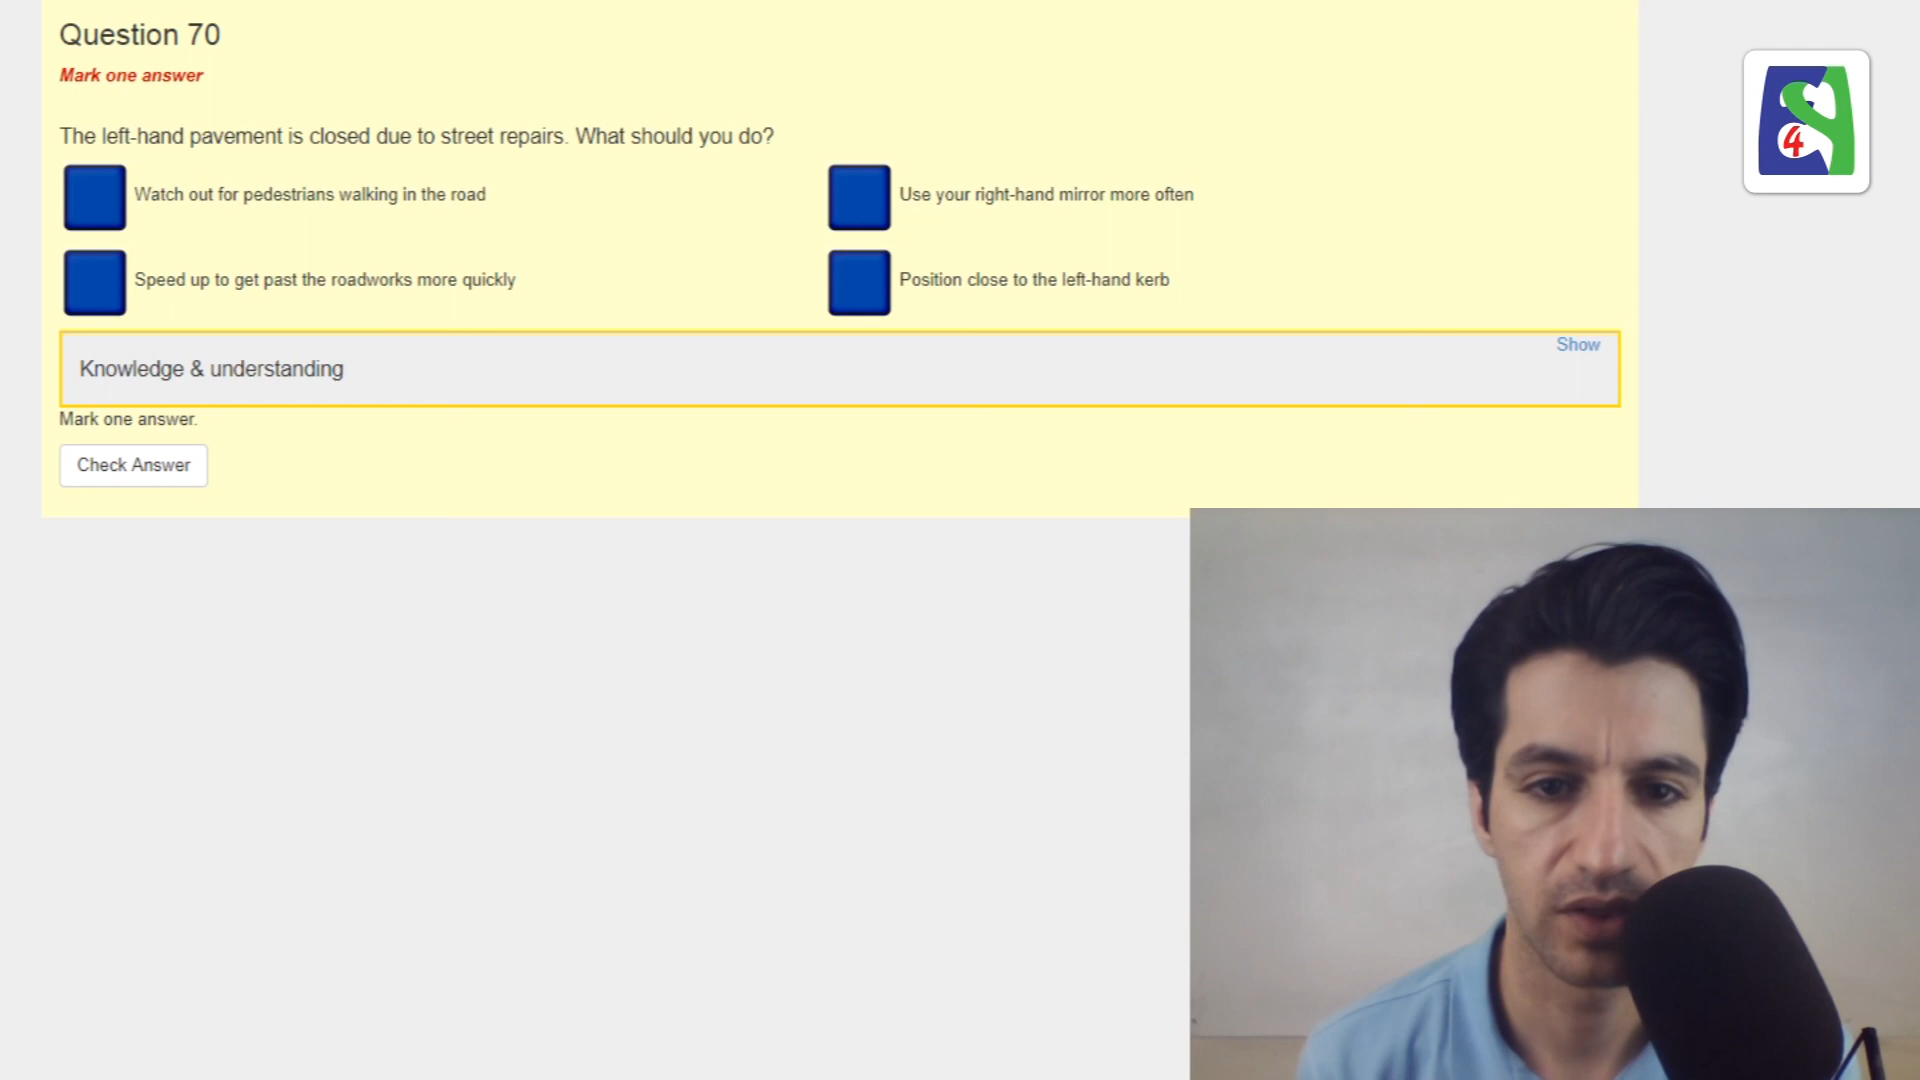 Question 70
Mark one answer
The left-hand pavement is closed due to street repairs. What should you do?
Watch out for pedestrians walking in the road
Use your right-hand mirror more often
Speed up to get past the roadworks more quickly
Position close to the left-hand kerb
Show
Knowledge & understanding
Mark one answer.
Check Answer
4